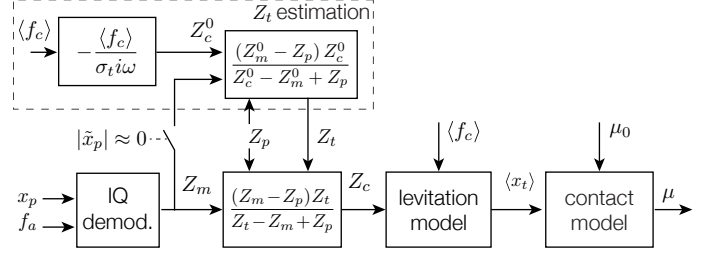 Z_t estimation
⟨f_c⟩
−⟨f_c⟩/(σ_t iω)
Z_c^0
(Z_m^0 − Z_p) Z_c^0/(Z_c^0 − Z_m^0 + Z_p)
|x̃_p| ≈ 0
Z_p
Z_t
⟨f_c⟩
μ_0
x_p
f_a
IQ
demod.
Z_m
(Z_m − Z_p)Z_t/(Z_t − Z_m + Z_p)
Z_c
levitation
model
⟨x_t⟩
contact
model
μ